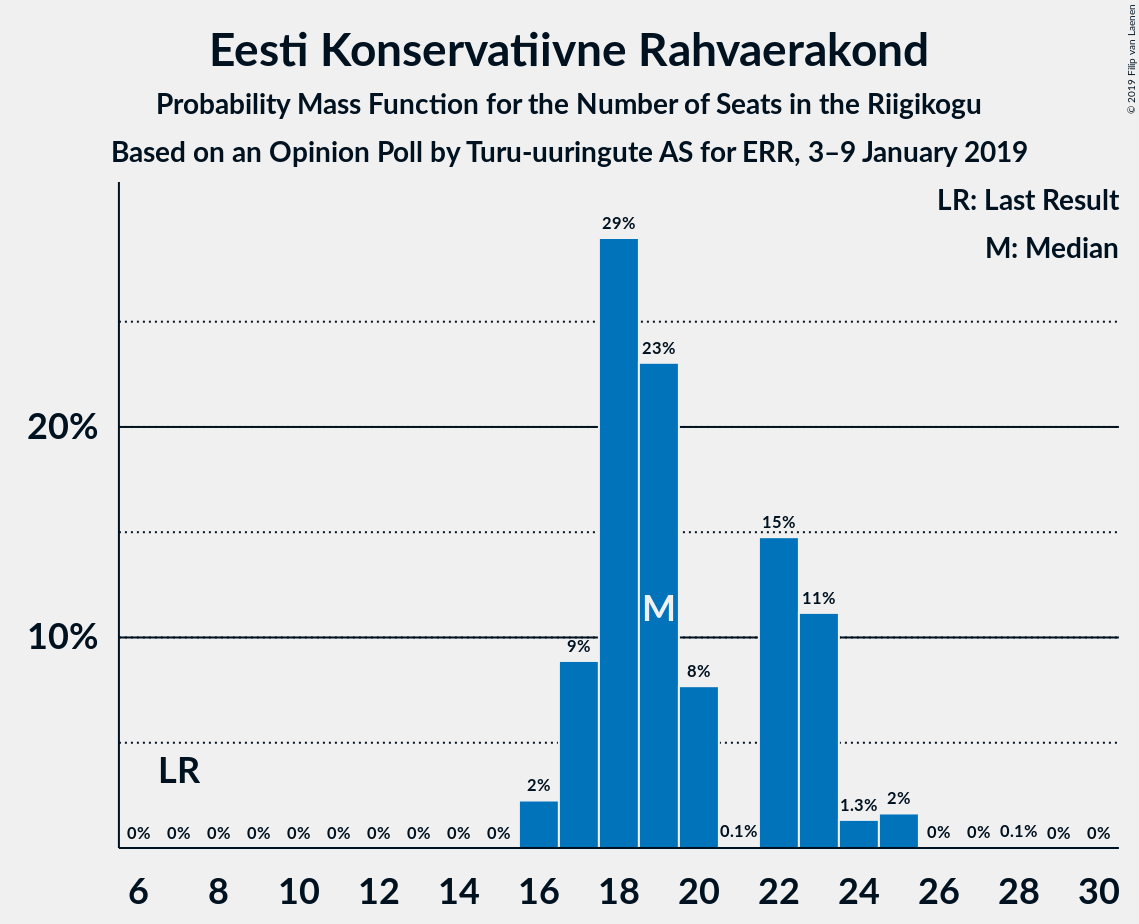 Eesti Konservatiivne Rahvaerakond
Probability Mass Function for the Number of Seats in the Riigikogu
Based on an Opinion Poll by Turu-uuringute AS for ERR, 3–9 January 2019
© 2019 Filip van Laenen
LR: Last Result
M: Median
29%
23%
20%
15%
11%
M
10%
9%
8%
LR
2%
2%
1.3%
0% 0% 0% 0% 0% 0% 0% 0% 0% 0% 0.1% 0% 0% 0.1% 0% 0%
6 8 10 12 14 16 18 20 22 24 26 28 30